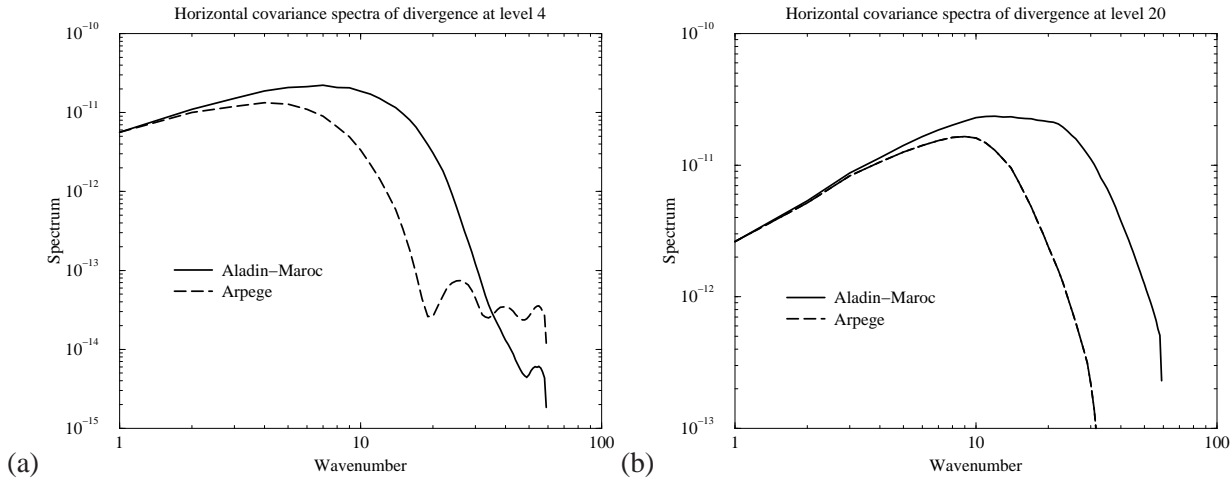 Horizontal covariance spectra of divergence at level 4
10⁻¹⁰
10⁻¹¹
10⁻¹²
10⁻¹³
10⁻¹⁴
10⁻¹⁵
Spectrum
Aladin−Maroc
Arpege
1
10
100
Wavenumber
(a)
Horizontal covariance spectra of divergence at level 20
10⁻¹⁰
10⁻¹¹
10⁻¹²
10⁻¹³
Spectrum
Aladin−Maroc
Arpege
1
10
100
Wavenumber
(b)